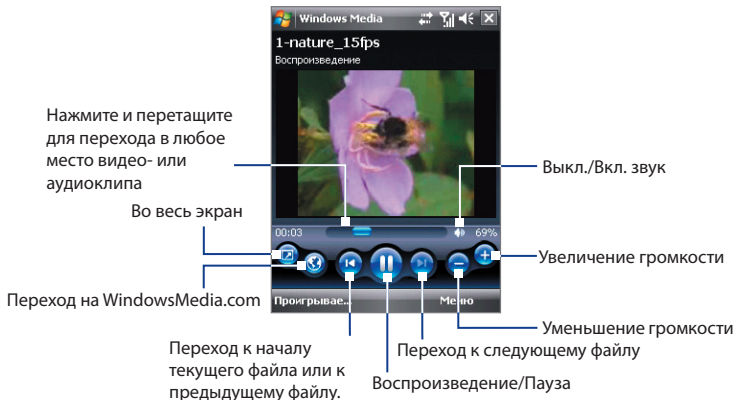 Windows Media
1-nature_15fps
Воспроизведение
Нажмите и перетащите
для перехода в любое
место видео- или
аудиоклипа
Выкл./Вкл. звук
Во весь экран
00:03
69%
Увеличение громкости
Переход на WindowsMedia.com
Проигрывае...
Меню
Уменьшение громкости
Переход к началу
текущего файла или к
предыдущему файлу.
Переход к следующему файлу
Воспроизведение/Пауза